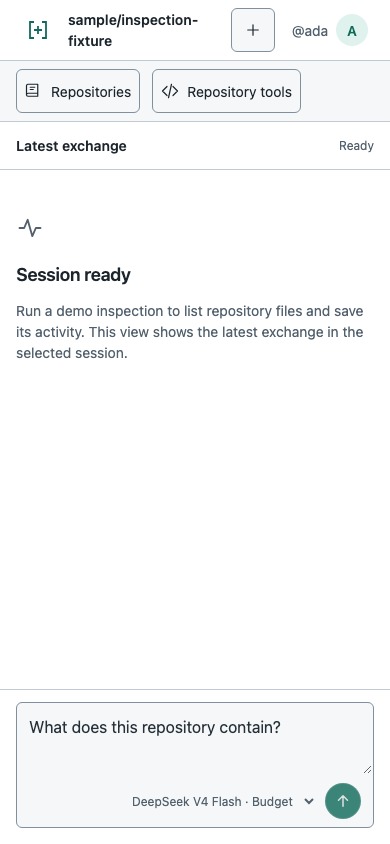 sample/inspection-
fixture
@ada
A
Repositories
Repository tools
Latest exchange
Ready
Session ready
Run a demo inspection to list repository files and save
its activity. This view shows the latest exchange in the
selected session.
What does this repository contain?
DeepSeek V4 Flash · Budget